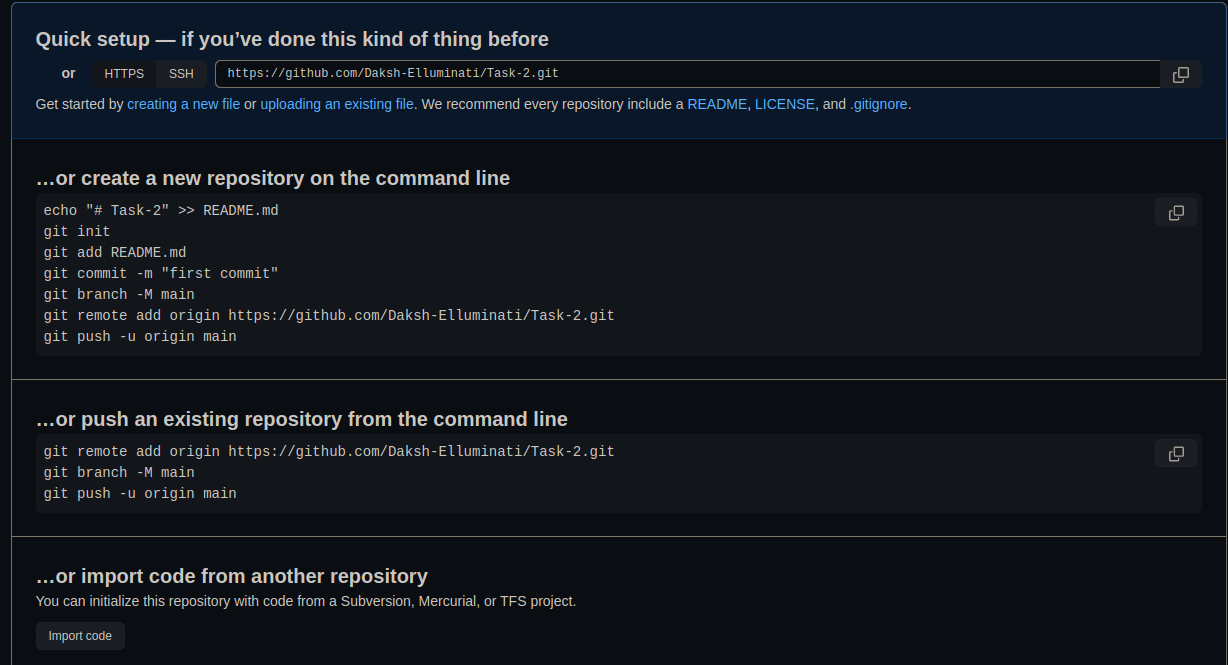 Quick setup — if you’ve done this kind of thing before
or HTTPS SSH https://github.com/Daksh-Elluminati/Task-2.git
Get started by creating a new file or uploading an existing file. We recommend every repository include a README, LICENSE, and .gitignore.
…or create a new repository on the command line
echo "# Task-2" >> README.md
git init
git add README.md
git commit -m "first commit"
git branch -M main
git remote add origin https://github.com/Daksh-Elluminati/Task-2.git
git push -u origin main
…or push an existing repository from the command line
git remote add origin https://github.com/Daksh-Elluminati/Task-2.git
git branch -M main
git push -u origin main
…or import code from another repository
You can initialize this repository with code from a Subversion, Mercurial, or TFS project.
Import code